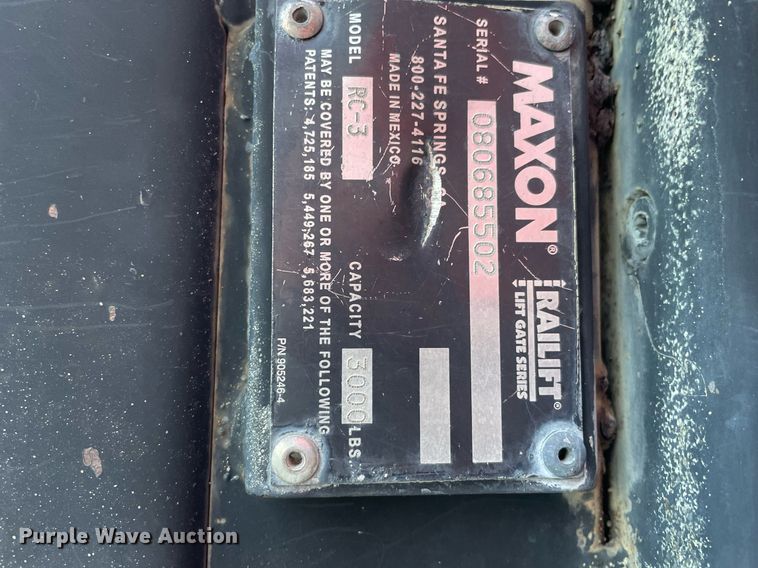 MAXON® RAILIFT®
LIFT GATE SERIES
SERIAL # 080685502
SANTA FE SPRINGS,
800-227-4116
MADE IN MEXICO
MODEL RC-3 CAPACITY 3000 LBS
MAY BE COVERED BY ONE OR MORE OF THE FOLLOWING
PATENTS: 4,725,185 5,449,267 5,683,221
P/N 905246-4
Purple Wave Auction